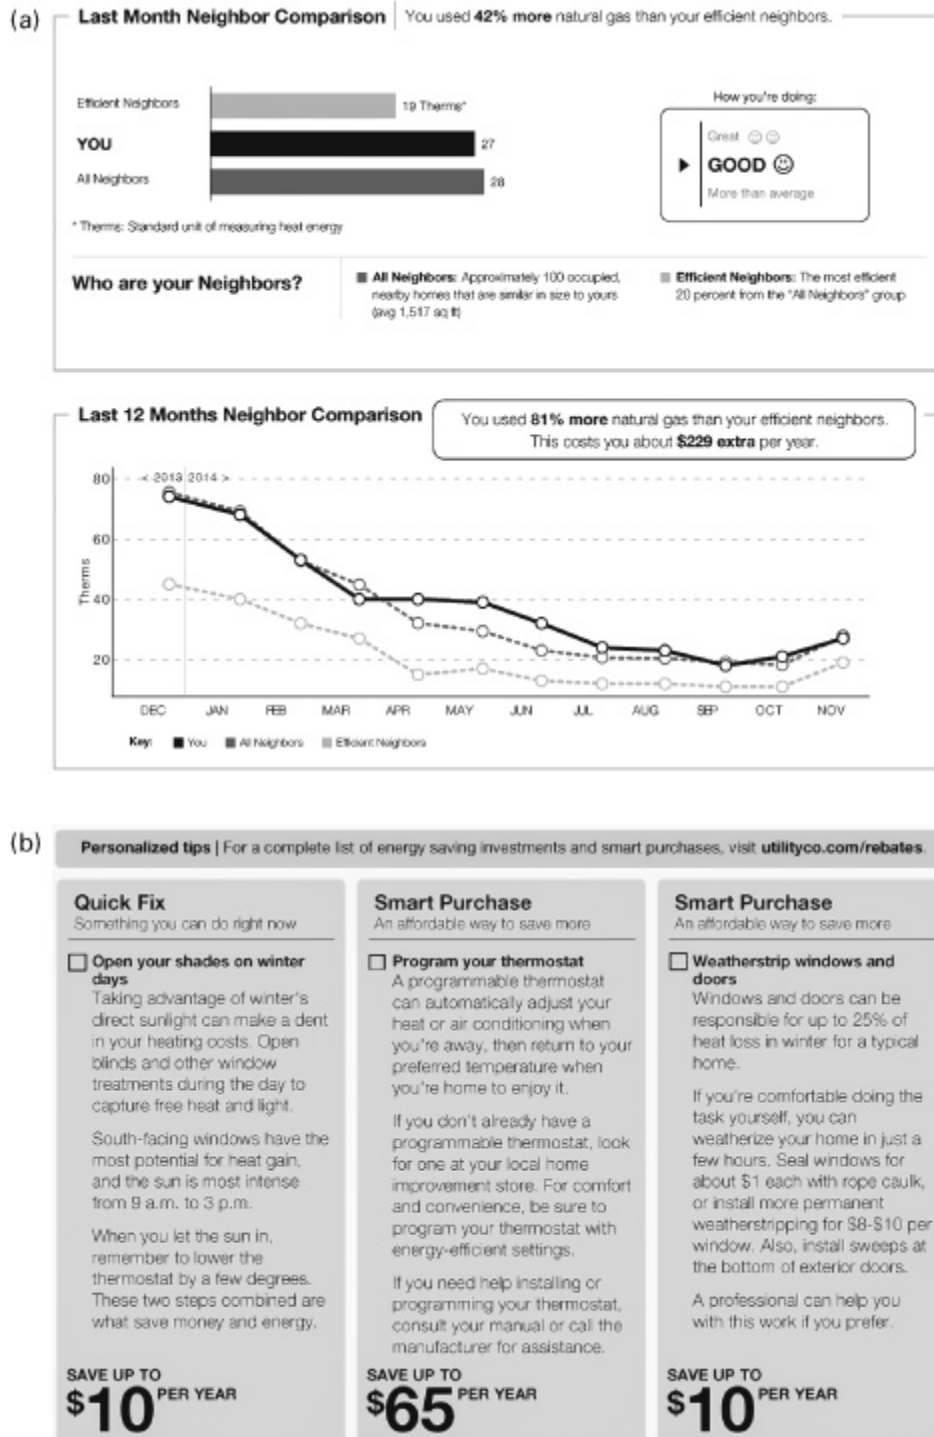 (a)
Last Month Neighbor Comparison | You used 42% more natural gas than your efficient neighbors.
Efficient Neighbors
19 Therms*
YOU
27
All Neighbors
28
How you're doing:
Great
GOOD
More than average
* Therms: Standard unit of measuring heat energy
Who are your Neighbors?
All Neighbors: Approximately 100 occupied,
nearby homes that are similar in size to yours
(avg 1,517 sq ft)
Efficient Neighbors: The most efficient
20 percent from the "All Neighbors" group
Last 12 Months Neighbor Comparison
You used 81% more natural gas than your efficient neighbors.
This costs you about $229 extra per year.
< 2013 2014 >
80
60
40
20
Therms
DEC JAN FEB MAR APR MAY JUN JUL AUG SEP OCT NOV
Key: You All Neighbors Efficient Neighbors
(b)
Personalized tips | For a complete list of energy saving investments and smart purchases, visit utilityco.com/rebates.
Quick Fix
Something you can do right now
Open your shades on winter
days
Taking advantage of winter's
direct sunlight can make a dent
in your heating costs. Open
blinds and other window
treatments during the day to
capture free heat and light.
South-facing windows have the
most potential for heat gain,
and the sun is most intense
from 9 a.m. to 3 p.m.
When you let the sun in,
remember to lower the
thermostat by a few degrees.
These two steps combined are
what save money and energy.
SAVE UP TO
$10 PER YEAR
Smart Purchase
An affordable way to save more
Program your thermostat
A programmable thermostat
can automatically adjust your
heat or air conditioning when
you're away, then return to your
preferred temperature when
you're home to enjoy it.
If you don't already have a
programmable thermostat, look
for one at your local home
improvement store. For comfort
and convenience, be sure to
program your thermostat with
energy-efficient settings.
If you need help installing or
programming your thermostat,
consult your manual or call the
manufacturer for assistance.
SAVE UP TO
$65 PER YEAR
Smart Purchase
An affordable way to save more
Weatherstrip windows and
doors
Windows and doors can be
responsible for up to 25% of
heat loss in winter for a typical
home.
If you're comfortable doing the
task yourself, you can
weatherize your home in just a
few hours. Seal windows for
about $1 each with rope caulk,
or install more permanent
weatherstripping for $8-$10 per
window. Also, install sweeps at
the bottom of exterior doors.
A professional can help you
with this work if you prefer.
SAVE UP TO
$10 PER YEAR